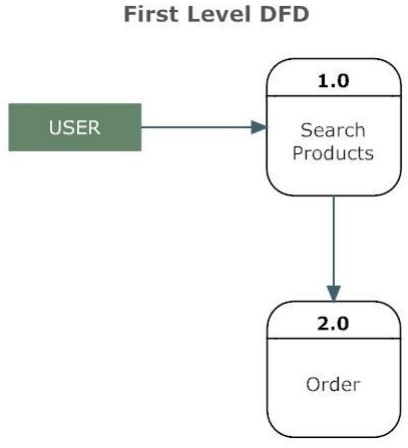 First Level DFD
1.0
USER
Search
Products
2.0
Order